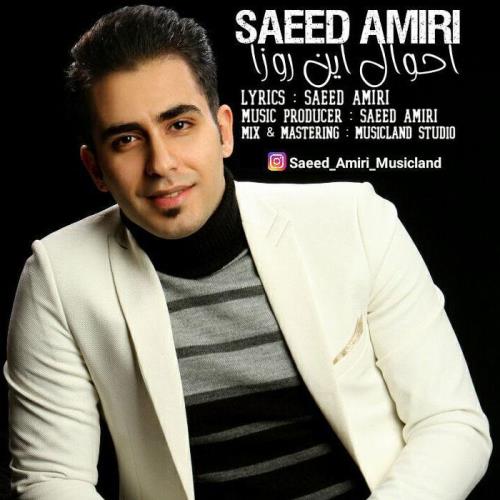 SAEED AMIRI
احوال این روزا
LYRICS : SAEED AMIRI
MUSIC PRODUCER : SAEED AMIRI
MIX & MASTERING : MUSICLAND STUDIO
Saeed_Amiri_Musicland